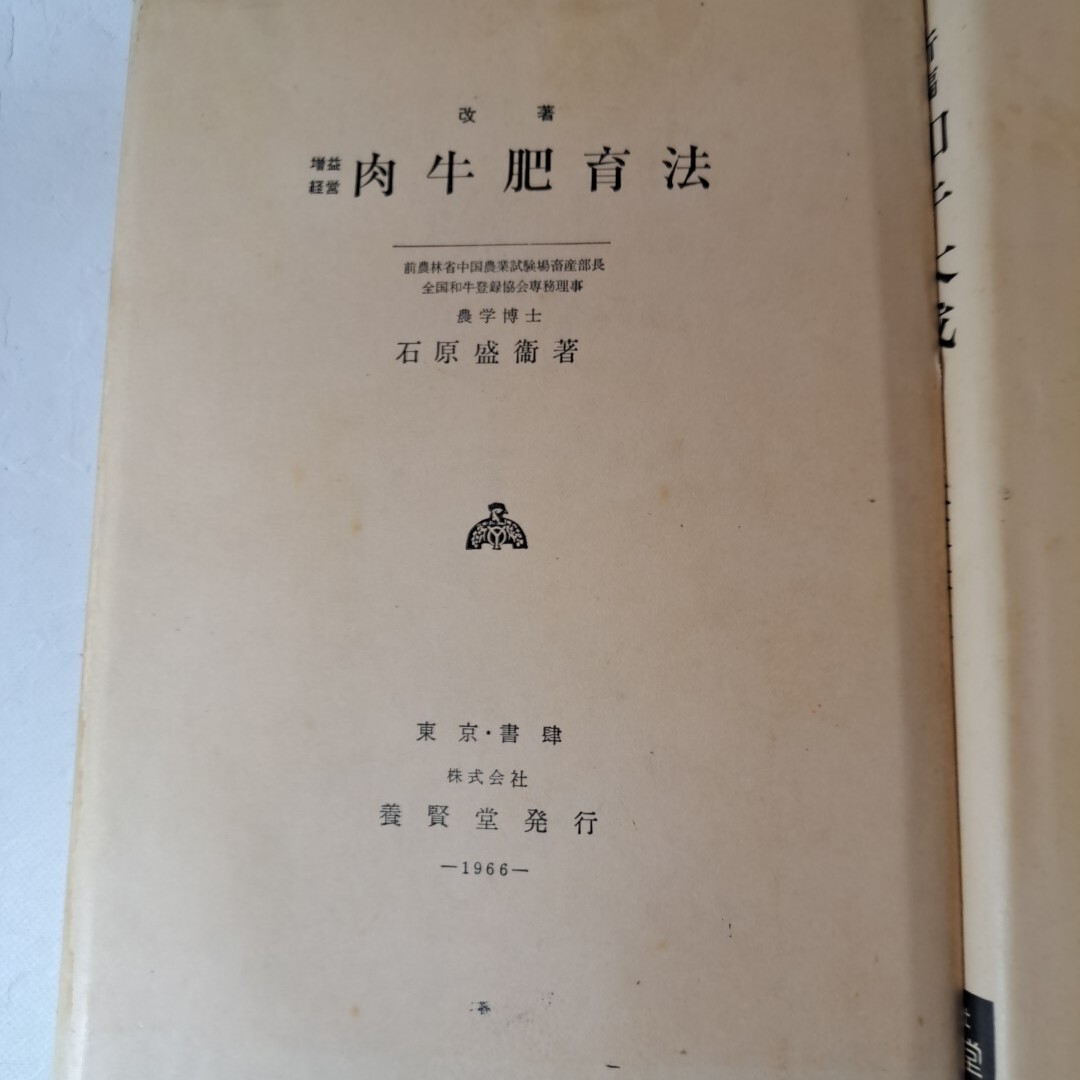 改著
増益
経営
肉牛肥育法
前農林省中国農業試験場畜産部長
全国和牛登録協会専務理事
農学博士
石原盛衞著
東京・書肆
株式会社
養賢堂発行
—1966—
堂